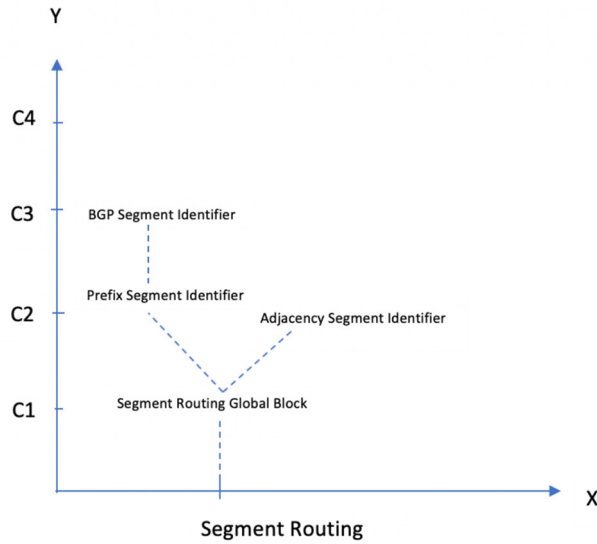 Y
C4
C3
BGP Segment Identifier
Prefix Segment Identifier
C2
Adjacency Segment Identifier
Segment Routing Global Block
C1
X
Segment Routing